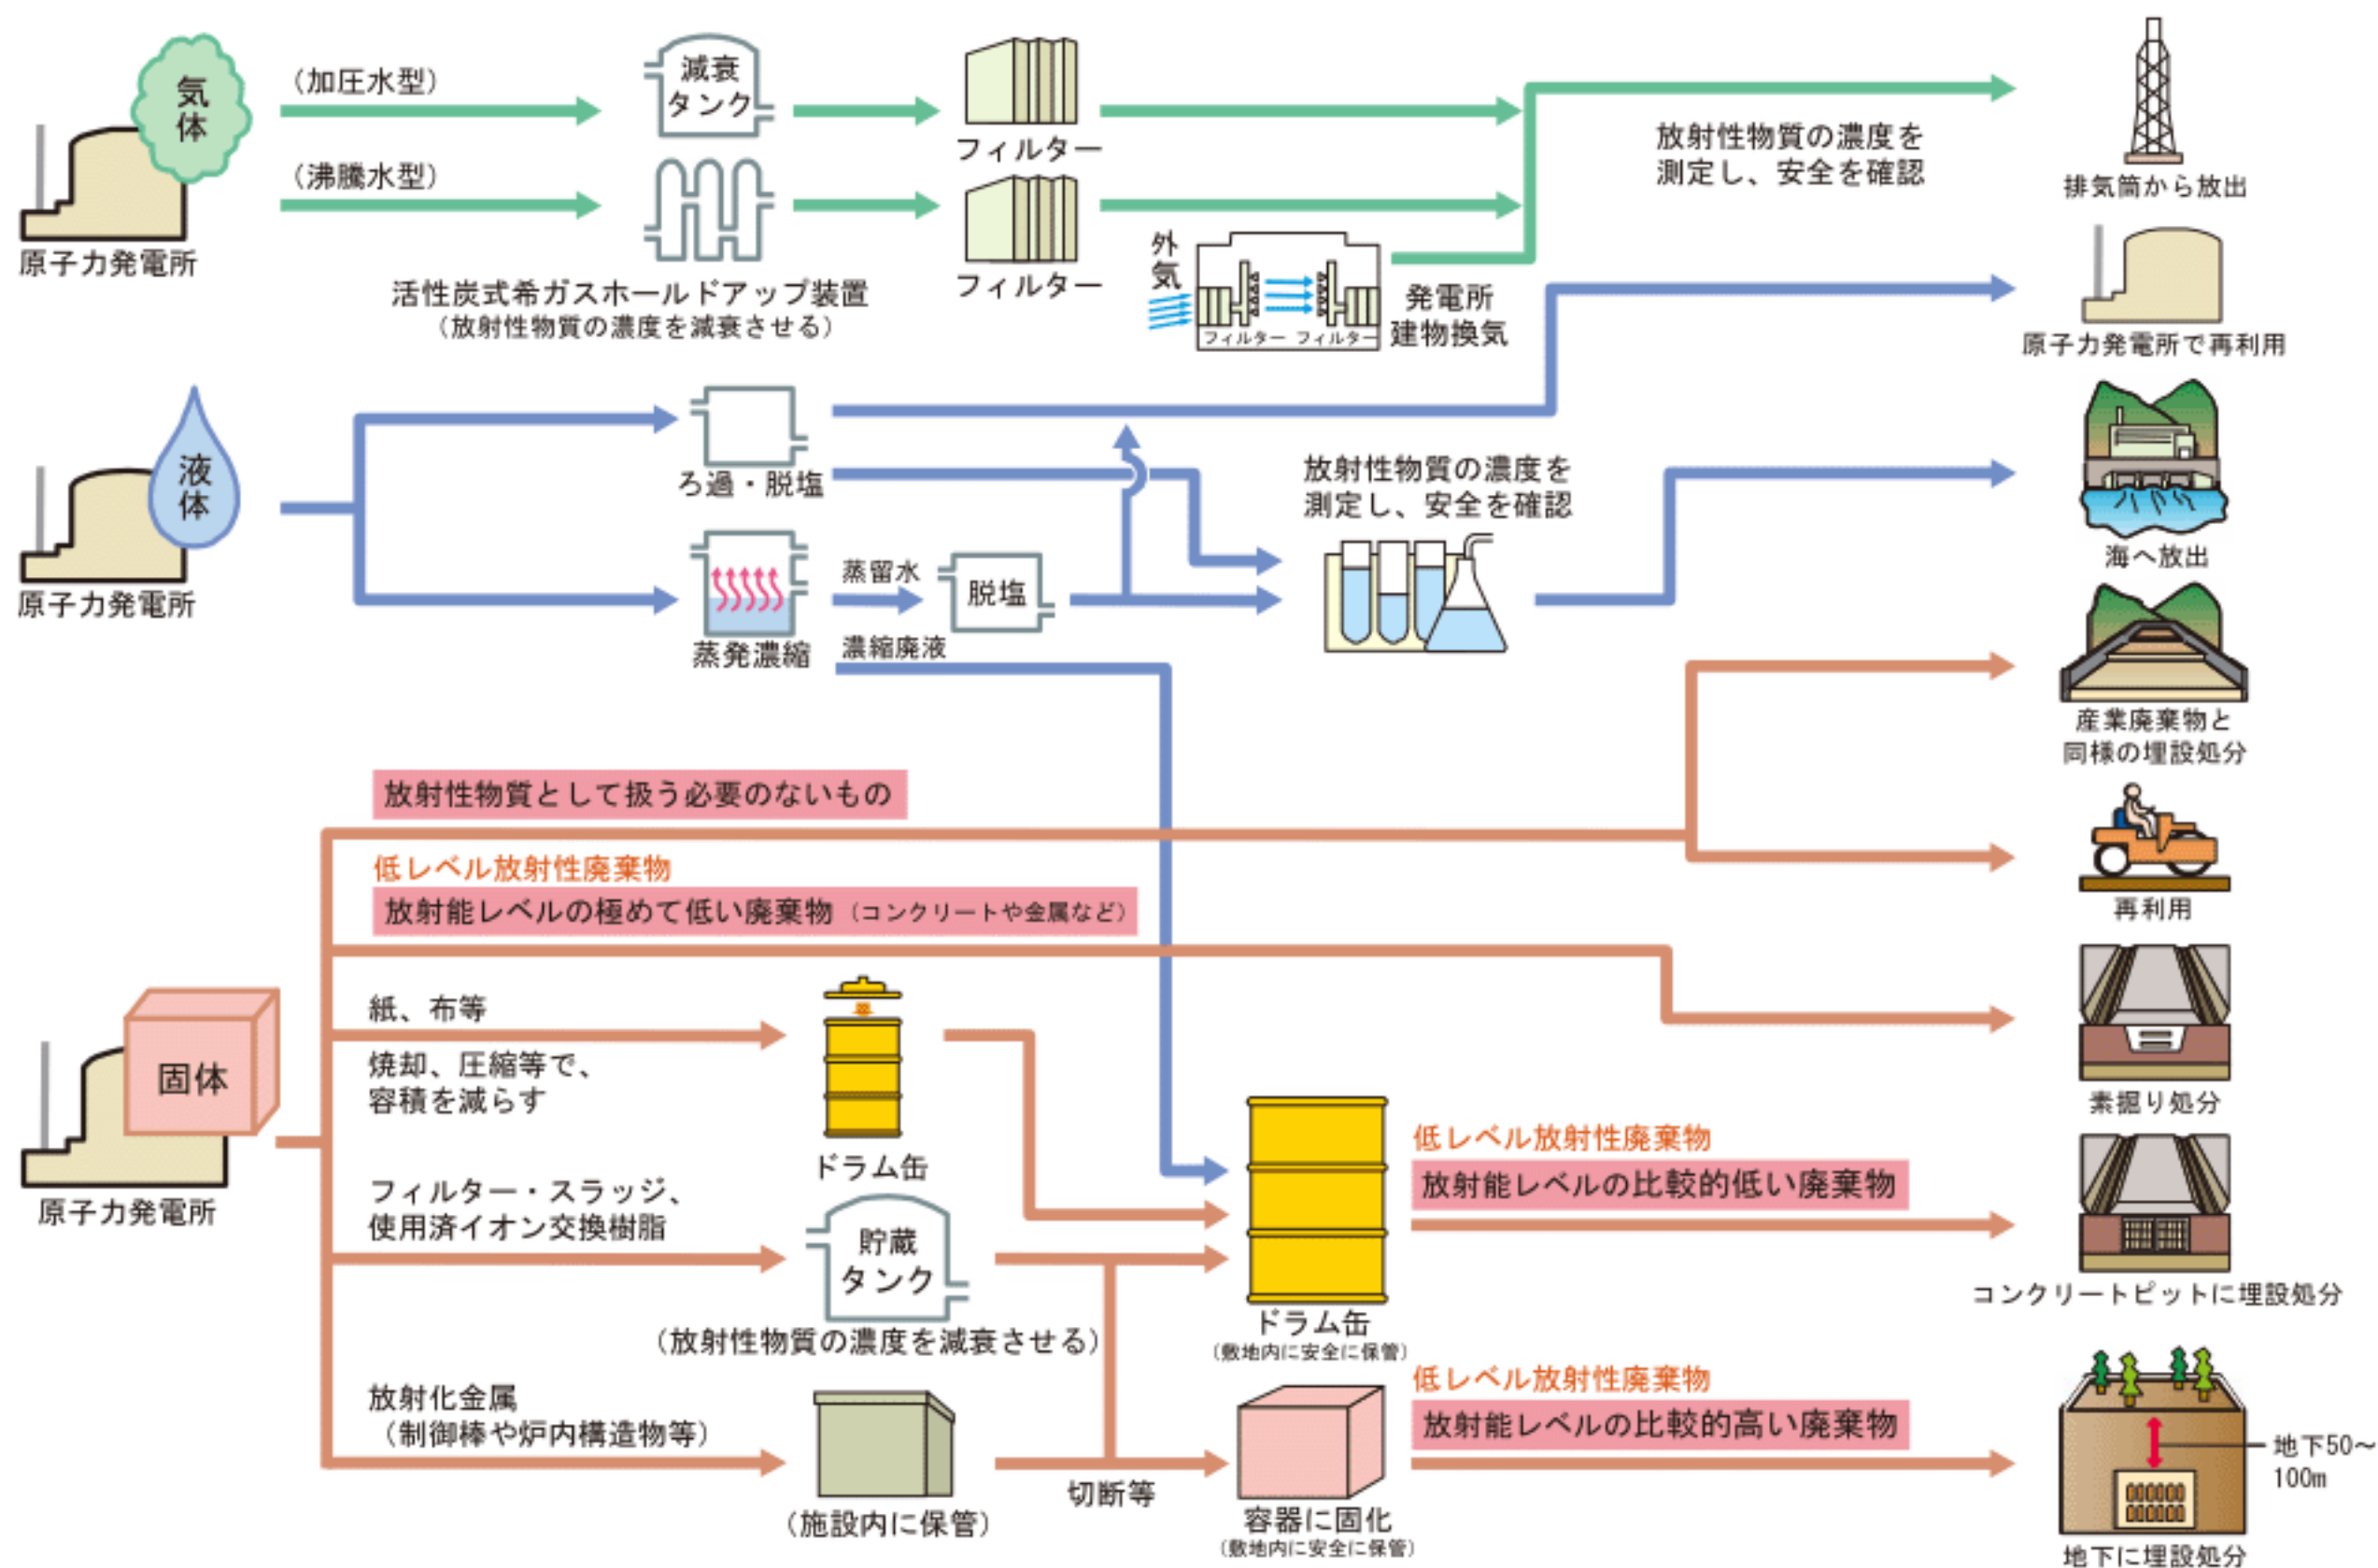 気
体
原子力発電所
（加圧水型）
減衰
タンク
フィルター
（沸騰水型）
活性炭式希ガスホールドアップ装置
（放射性物質の濃度を減衰させる）
フィルター
外
気
フィルター フィルター
発電所
建物換気
放射性物質の濃度を
測定し、安全を確認
排気筒から放出
原子力発電所で再利用
液
体
原子力発電所
ろ過・脱塩
蒸発濃縮
蒸留水
脱塩
濃縮廃液
放射性物質の濃度を
測定し、安全を確認
海へ放出
産業廃棄物と
同様の埋設処分
放射性物質として扱う必要のないもの
再利用
低レベル放射性廃棄物
放射能レベルの極めて低い廃棄物（コンクリートや金属など）
素掘り処分
固体
原子力発電所
紙、布等
焼却、圧縮等で、
容積を減らす
ドラム缶
フィルター・スラッジ、
使用済イオン交換樹脂
貯蔵
タンク
（放射性物質の濃度を減衰させる）
ドラム缶
（敷地内に安全に保管）
低レベル放射性廃棄物
放射能レベルの比較的低い廃棄物
コンクリートピットに埋設処分
放射化金属
（制御棒や炉内構造物等）
（施設内に保管）
切断等
容器に固化
（敷地内に安全に保管）
低レベル放射性廃棄物
放射能レベルの比較的高い廃棄物
地下50～
100m
地下に埋設処分